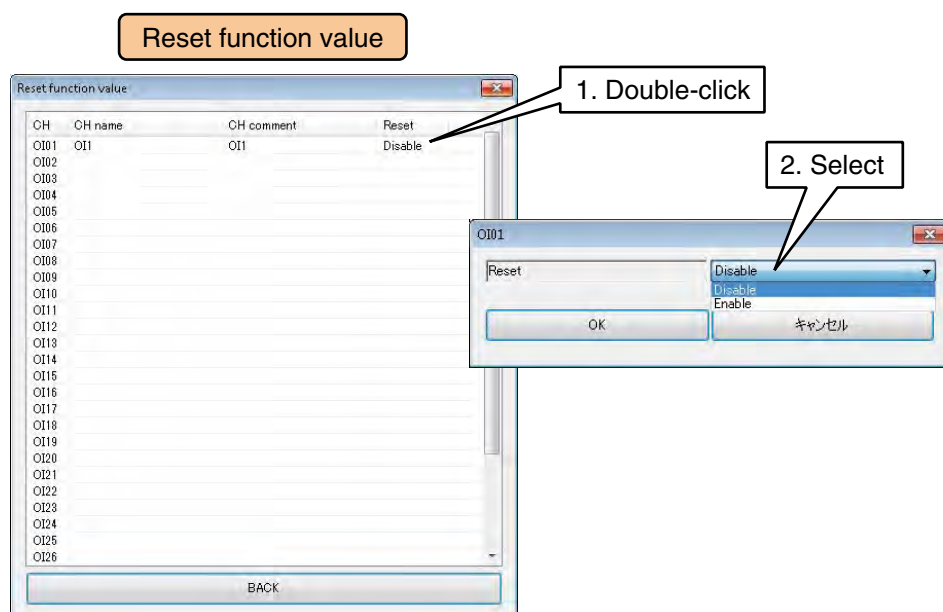 Reset function value
Reset function value
1. Double-click
CH CH name CH comment Reset
OI01 OI1 OI1 Disable
OI02
OI03
OI04
OI05
OI06
OI07
OI08
OI09
OI10
OI11
OI12
OI13
OI14
OI15
OI16
OI17
OI18
OI19
OI20
OI21
OI22
OI23
OI24
OI25
OI26
BACK
2. Select
OI01
Reset Disable
Disable
Enable
OK キャンセル